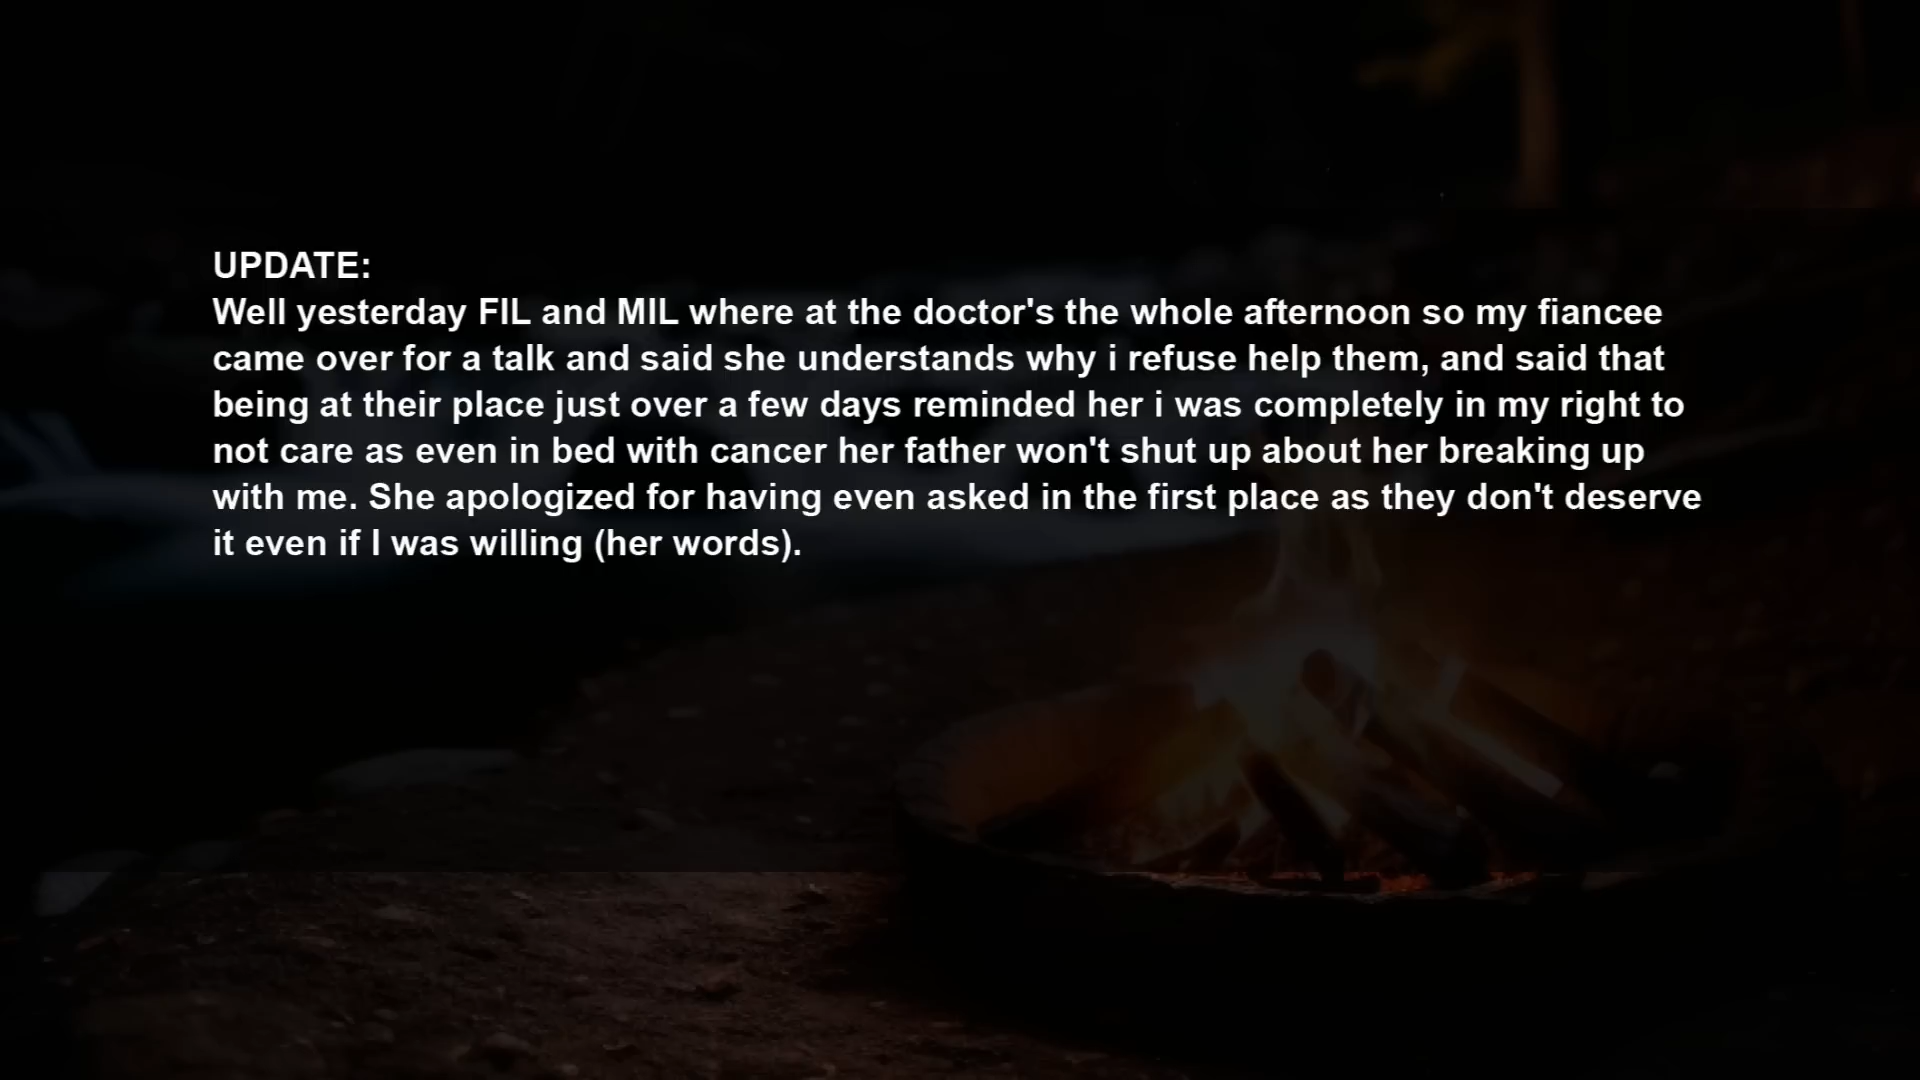 UPDATE:
Well yesterday FIL and MIL where at the doctor's the whole afternoon so my fiancee
came over for a talk and said she understands why i refuse help them, and said that
being at their place just over a few days reminded her i was completely in my right to
not care as even in bed with cancer her father won't shut up about her breaking up
with me. She apologized for having even asked in the first place as they don't deserve
it even if I was willing (her words).